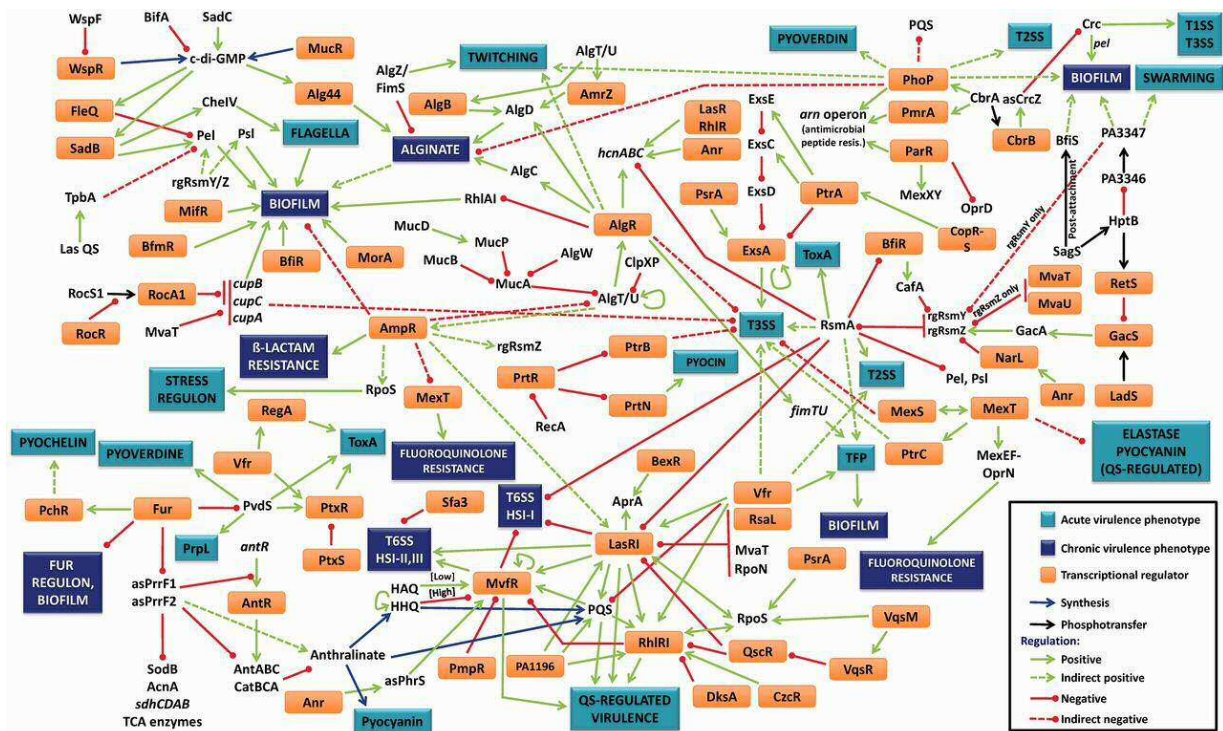 WspF
BifA
SadC
WspR
c-di-GMP
MucR
FleQ
CheIV
Alg44
SadB
Pel
Psl
FLAGELLA
rgRsmY/Z
TpbA
Las QS
MifR
BIOFILM
BfmR
BfiR
MorA
RocS1
RocA1
RocR
MvaT
cupB
cupC
cupA
AlgZ/
FimS
TWITCHING
AlgT/U
AlgB
AmrZ
AlgD
ALGINATE
AlgC
RhlAI
AlgR
MucD
MucP
MucB
AlgW
MucA
ClpXP
AlgT/U
LasR
RhlR
Anr
hcnABC
PsrA
ExsE
ExsC
ExsD
ExsA
PtrA
PYOVERDIN
PQS
T2SS
PhoP
PmrA
arn operon
(antimicrobial
peptide resis.)
ParR
MexXY
OprD
CopR-
S
Crc
pel
T1SS
T3SS
BIOFILM
SWARMING
CbrA
asCrcZ
CbrB
BfiS
PA3347
PA3346
Post-attachment
HptB
SagS
RetS
GacS
LadS
rgRsmY only
rgRsmZ only
MvaT
MvaU
ToxA
BfiR
CafA
rgRsmY
rgRsmZ
GacA
NarL
Anr
RsmA
Pel, Psl
T2SS
T3SS
AmpR
ß-LACTAM
RESISTANCE
rgRsmZ
PtrB
PYOCIN
PrtR
PrtN
RecA
STRESS
REGULON
RpoS
MexT
FLUOROQUINOLONE
RESISTANCE
fimTU
MexS
MexT
PtrC
MexEF-
OprN
ELASTASE
PYOCYANIN
(QS-REGULATED)
TFP
BIOFILM
FLUOROQUINOLONE
RESISTANCE
RegA
PYOCHELIN
PYOVERDINE
ToxA
Vfr
PchR
Fur
PvdS
PtxR
PrpL
PtxS
FUR
REGULON,
BIOFILM
antR
asPrrF1
asPrrF2
AntR
SodB
AcnA
sdhCDAB
TCA enzymes
AntABC
CatBCA
Anthralinate
Anr
asPhrS
Pyocyanin
Sfa3
T6SS
HSI-I
T6SS
HSI-II,III
BexR
AprA
Vfr
RsaL
LasRI
MvaT
RpoN
PsrA
MvfR
HAQ
[Low]
[High]
HHQ
PQS
RpoS
VqsM
RhlRI
QscR
VqsR
PmpR
PA1196
DksA
CzcR
QS-REGULATED
VIRULENCE
Acute virulence phenotype
Chronic virulence phenotype
Transcriptional regulator
Synthesis
Phosphotransfer
Regulation:
Positive
Indirect positive
Negative
Indirect negative